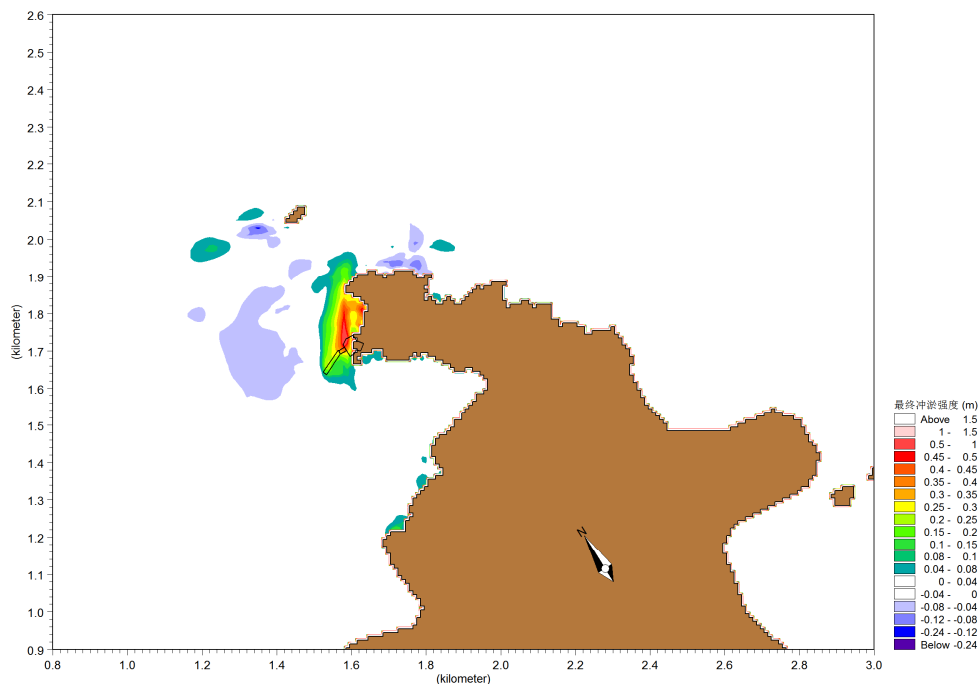 2.6
2.5
2.4
2.3
2.2
2.1
2.0
1.9
1.8
1.7
1.6
1.5
1.4
1.3
1.2
1.1
1.0
0.9
(kilometer)
N
0.8 1.0 1.2 1.4 1.6 1.8 2.0 2.2 2.4 2.6 2.8 3.0
(kilometer)
最终冲淤强度 (m)
Above 1.5
1 - 1.5
0.5 - 1
0.45 - 0.5
0.4 - 0.45
0.35 - 0.4
0.3 - 0.35
0.25 - 0.3
0.2 - 0.25
0.15 - 0.2
0.1 - 0.15
0.08 - 0.1
0.04 - 0.08
0 - 0.04
-0.04 - 0
-0.08 - -0.04
-0.12 - -0.08
-0.24 - -0.12
Below -0.24